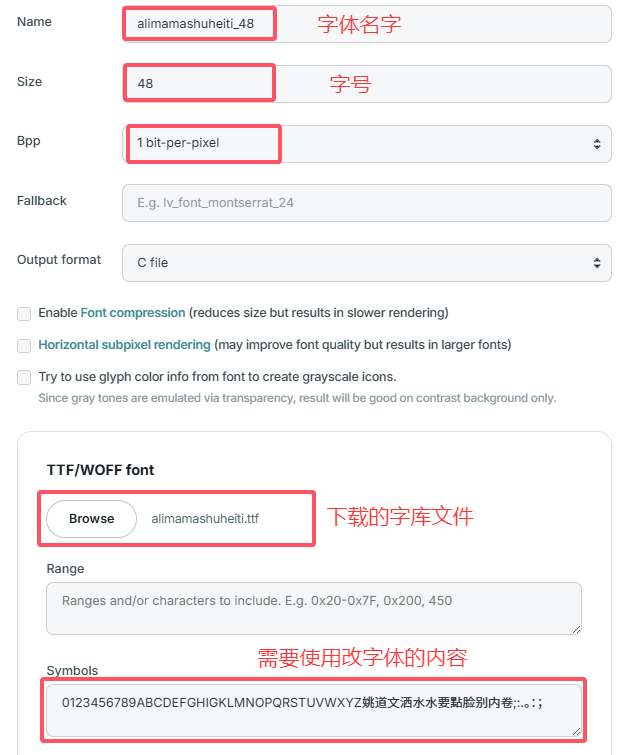 Name alimamashuheiti_48 字体名字
Size 48 字号
Bpp 1 bit-per-pixel
Fallback E.g. lv_font_montserrat_24
Output format C file
Enable Font compression (reduces size but results in slower rendering)
Horizontal subpixel rendering (may improve font quality but results in larger fonts)
Try to use glyph color info from font to create grayscale icons.
Since gray tones are emulated via transparency, result will be good on contrast background only.
TTF/WOFF font
Browse alimamashuheiti.ttf 下载的字库文件
Range
Ranges and/or characters to include. E.g. 0x20-0x7F, 0x200, 450
需要使用改字体的内容
Symbols
0123456789ABCDEFGHIGKLMNOPQRSTUVWXYZ姚道文洒水水要點脸别内卷;:.。:;